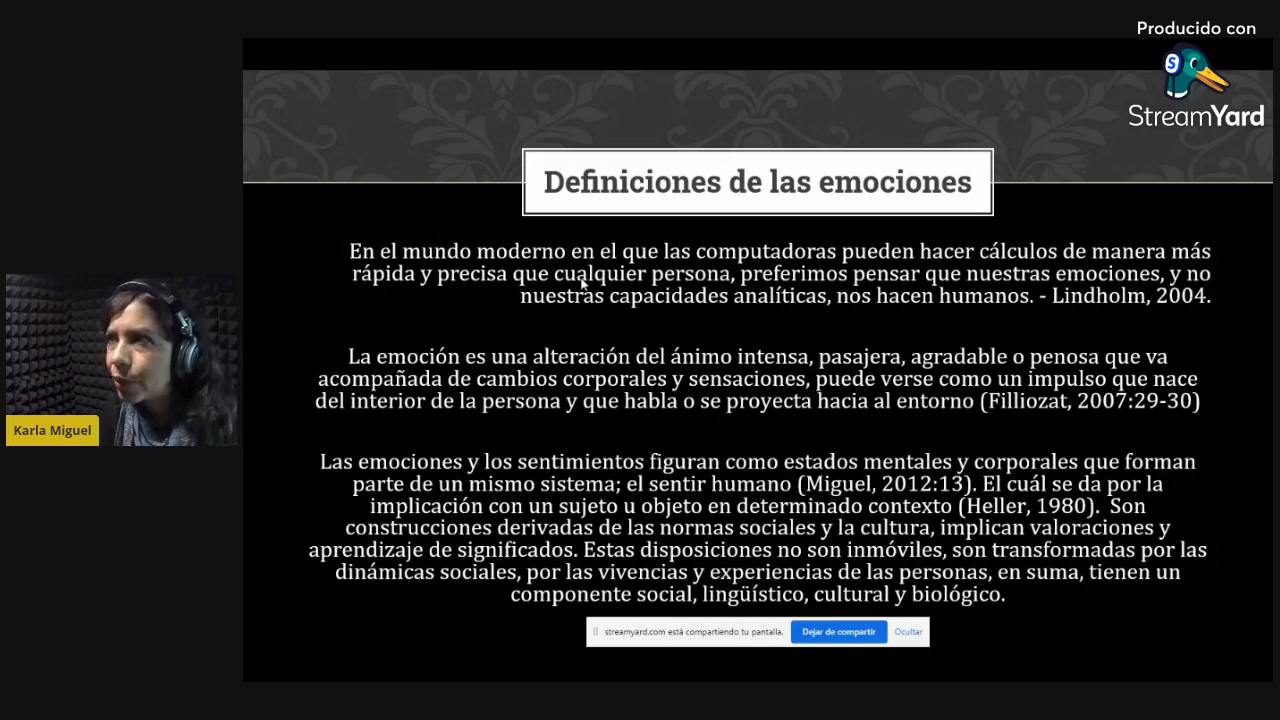 Producido con
StreamYard
Definiciones de las emociones
En el mundo moderno en el que las computadoras pueden hacer cálculos de manera más
rápida y precisa que cualquier persona, preferimos pensar que nuestras emociones, y no
nuestras capacidades analíticas, nos hacen humanos. - Lindholm, 2004.
La emoción es una alteración del ánimo intensa, pasajera, agradable o penosa que va
acompañada de cambios corporales y sensaciones, puede verse como un impulso que nace
del interior de la persona y que habla o se proyecta hacia al entorno (Filliozat, 2007:29-30)
Karla Miguel
Las emociones y los sentimientos figuran como estados mentales y corporales que forman
parte de un mismo sistema; el sentir humano (Miguel, 2012:13). El cuál se da por la
implicación con un sujeto u objeto en determinado contexto (Heller, 1980). Son
construcciones derivadas de las normas sociales y la cultura, implican valoraciones y
aprendizaje de significados. Estas disposiciones no son inmóviles, son transformadas por las
dinámicas sociales, por las vivencias y experiencias de las personas, en suma, tienen un
componente social, lingüístico, cultural y biológico.
streamyard.com está compartiendo tu pantalla. Dejar de compartir Ocultar